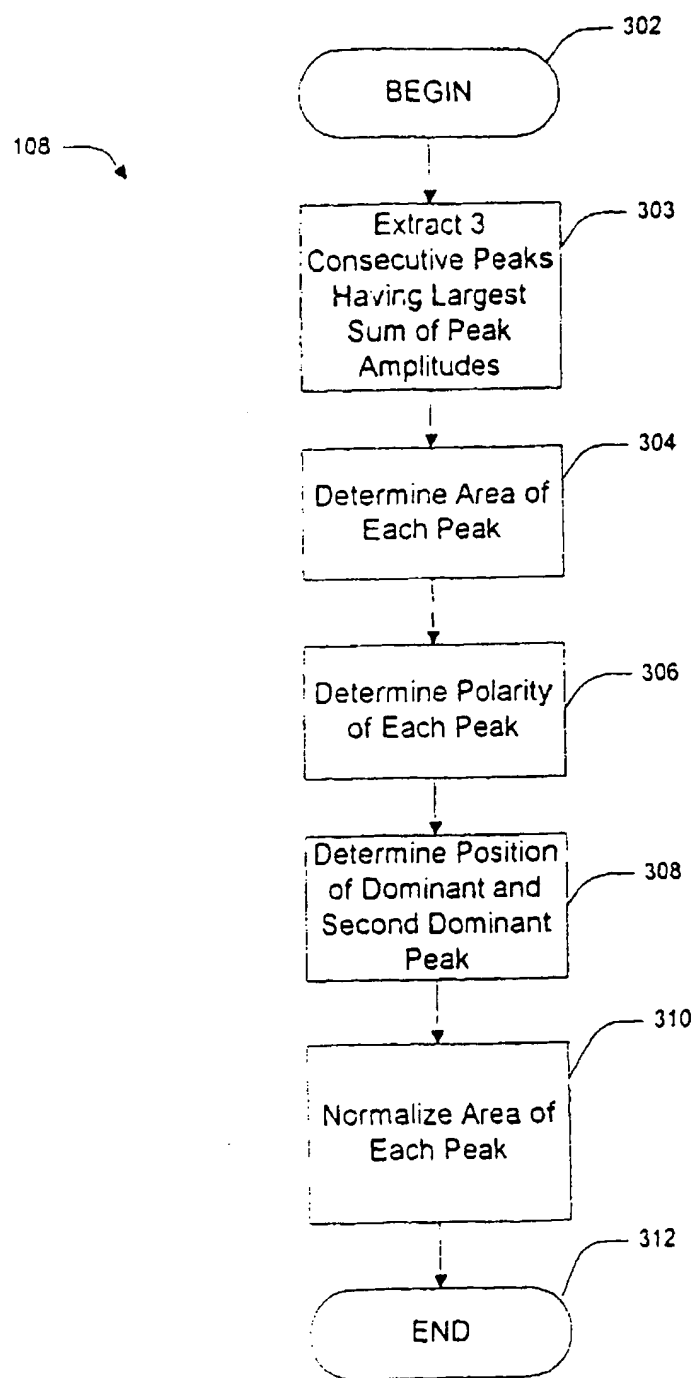 302
BEGIN
108
303
Extract 3
Consecutive Peaks
Having Largest
Sum of Peak
Amplitudes
304
Determine Area of
Each Peak
306
Determine Polarity
of Each Peak
308
Determine Position
of Dominant and
Second Dominant
Peak
310
Normalize Area of
Each Peak
312
END